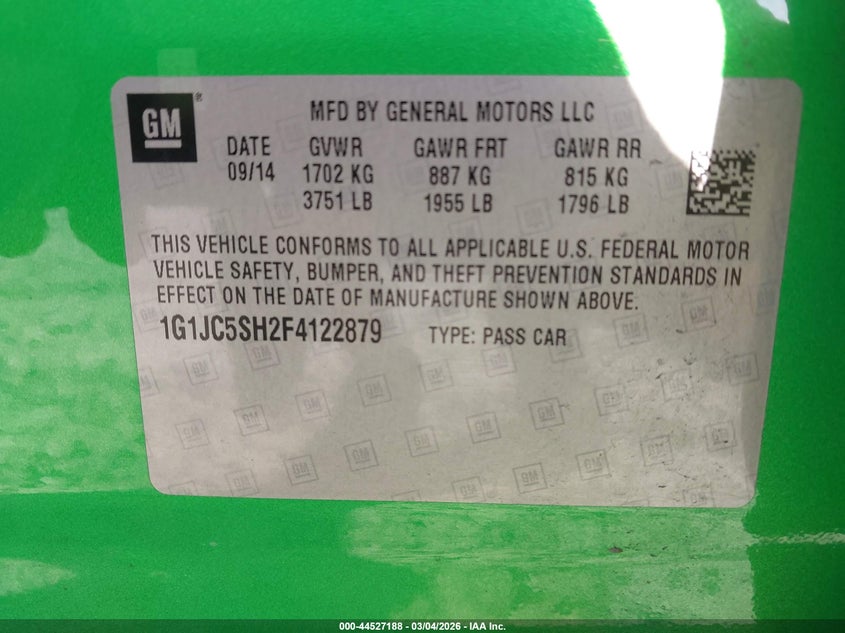 GM®
MFD BY GENERAL MOTORS LLC
DATE GVWR GAWR FRT GAWR RR
09/14 1702 KG 887 KG 815 KG
3751 LB 1955 LB 1796 LB
THIS VEHICLE CONFORMS TO ALL APPLICABLE U.S. FEDERAL MOTOR
VEHICLE SAFETY, BUMPER, AND THEFT PREVENTION STANDARDS IN
EFFECT ON THE DATE OF MANUFACTURE SHOWN ABOVE.
1G1JC5SH2F4122879 TYPE: PASS CAR
000-44527188 - 03/04/2026 - IAA Inc.